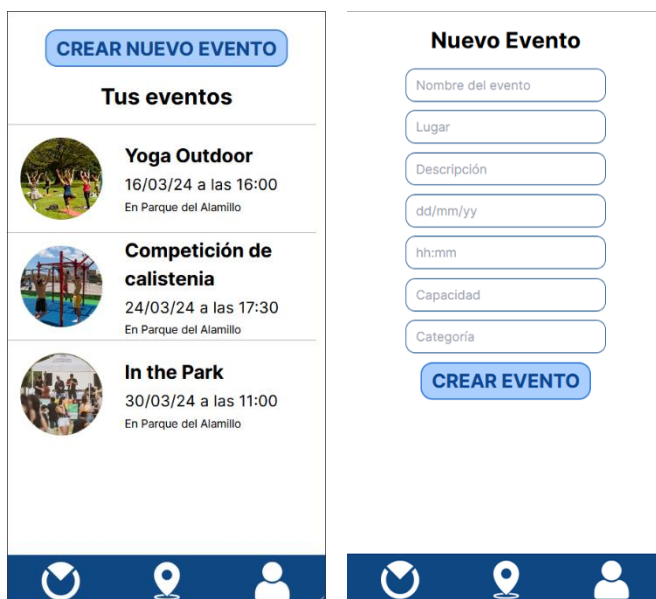 CREAR NUEVO EVENTO
Tus eventos
Yoga Outdoor
16/03/24 a las 16:00
En Parque del Alamillo
Competición de
calistenia
24/03/24 a las 17:30
En Parque del Alamillo
In the Park
30/03/24 a las 11:00
En Parque del Alamillo
Nuevo Evento
Nombre del evento
Lugar
Descripción
dd/mm/yy
hh:mm
Capacidad
Categoría
CREAR EVENTO